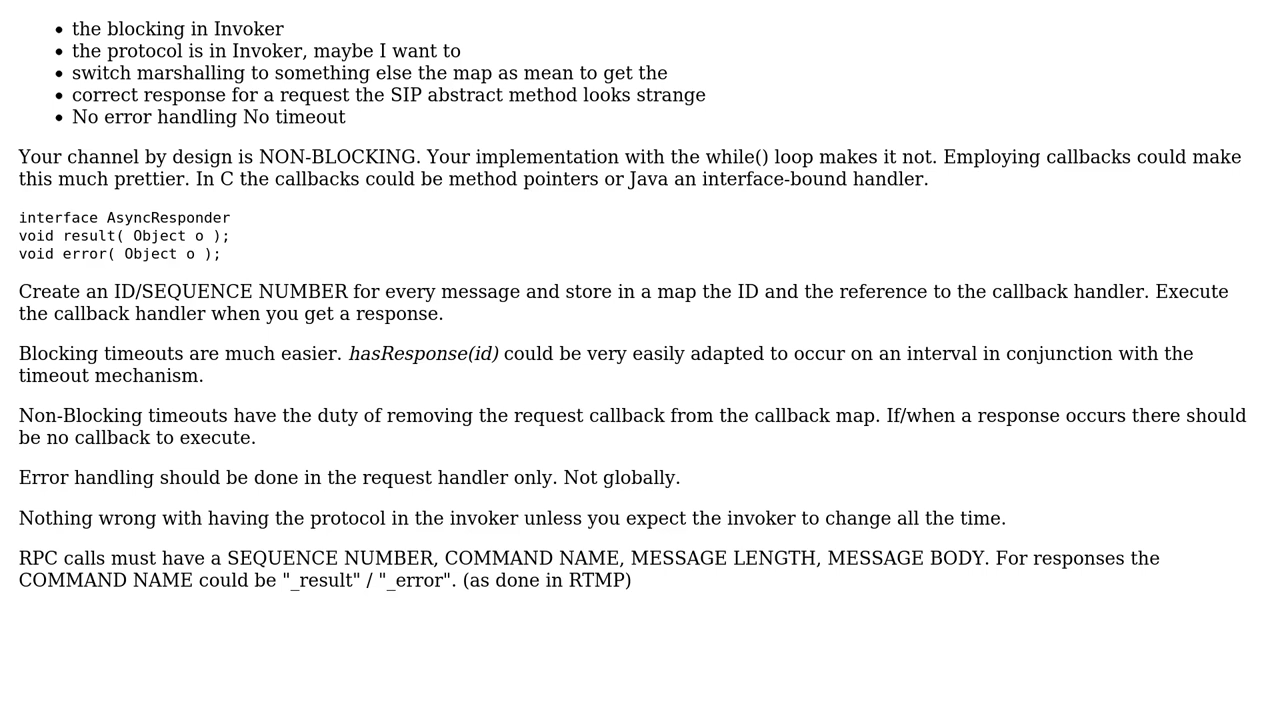 the blocking in Invoker
the protocol is in Invoker, maybe I want to
switch marshalling to something else the map as mean to get the
correct response for a request the SIP abstract method looks strange
No error handling No timeout
Your channel by design is NON-BLOCKING. Your implementation with the while() loop makes it not. Employing callbacks could make
this much prettier. In C the callbacks could be method pointers or Java an interface-bound handler.
interface AsyncResponder
void result( Object o );
void error( Object o );
Create an ID/SEQUENCE NUMBER for every message and store in a map the ID and the reference to the callback handler. Execute
the callback handler when you get a response.
Blocking timeouts are much easier. hasResponse(id) could be very easily adapted to occur on an interval in conjunction with the
timeout mechanism.
Non-Blocking timeouts have the duty of removing the request callback from the callback map. If/when a response occurs there should
be no callback to execute.
Error handling should be done in the request handler only. Not globally.
Nothing wrong with having the protocol in the invoker unless you expect the invoker to change all the time.
RPC calls must have a SEQUENCE NUMBER, COMMAND NAME, MESSAGE LENGTH, MESSAGE BODY. For responses the
COMMAND NAME could be "_result" / "_error". (as done in RTMP)